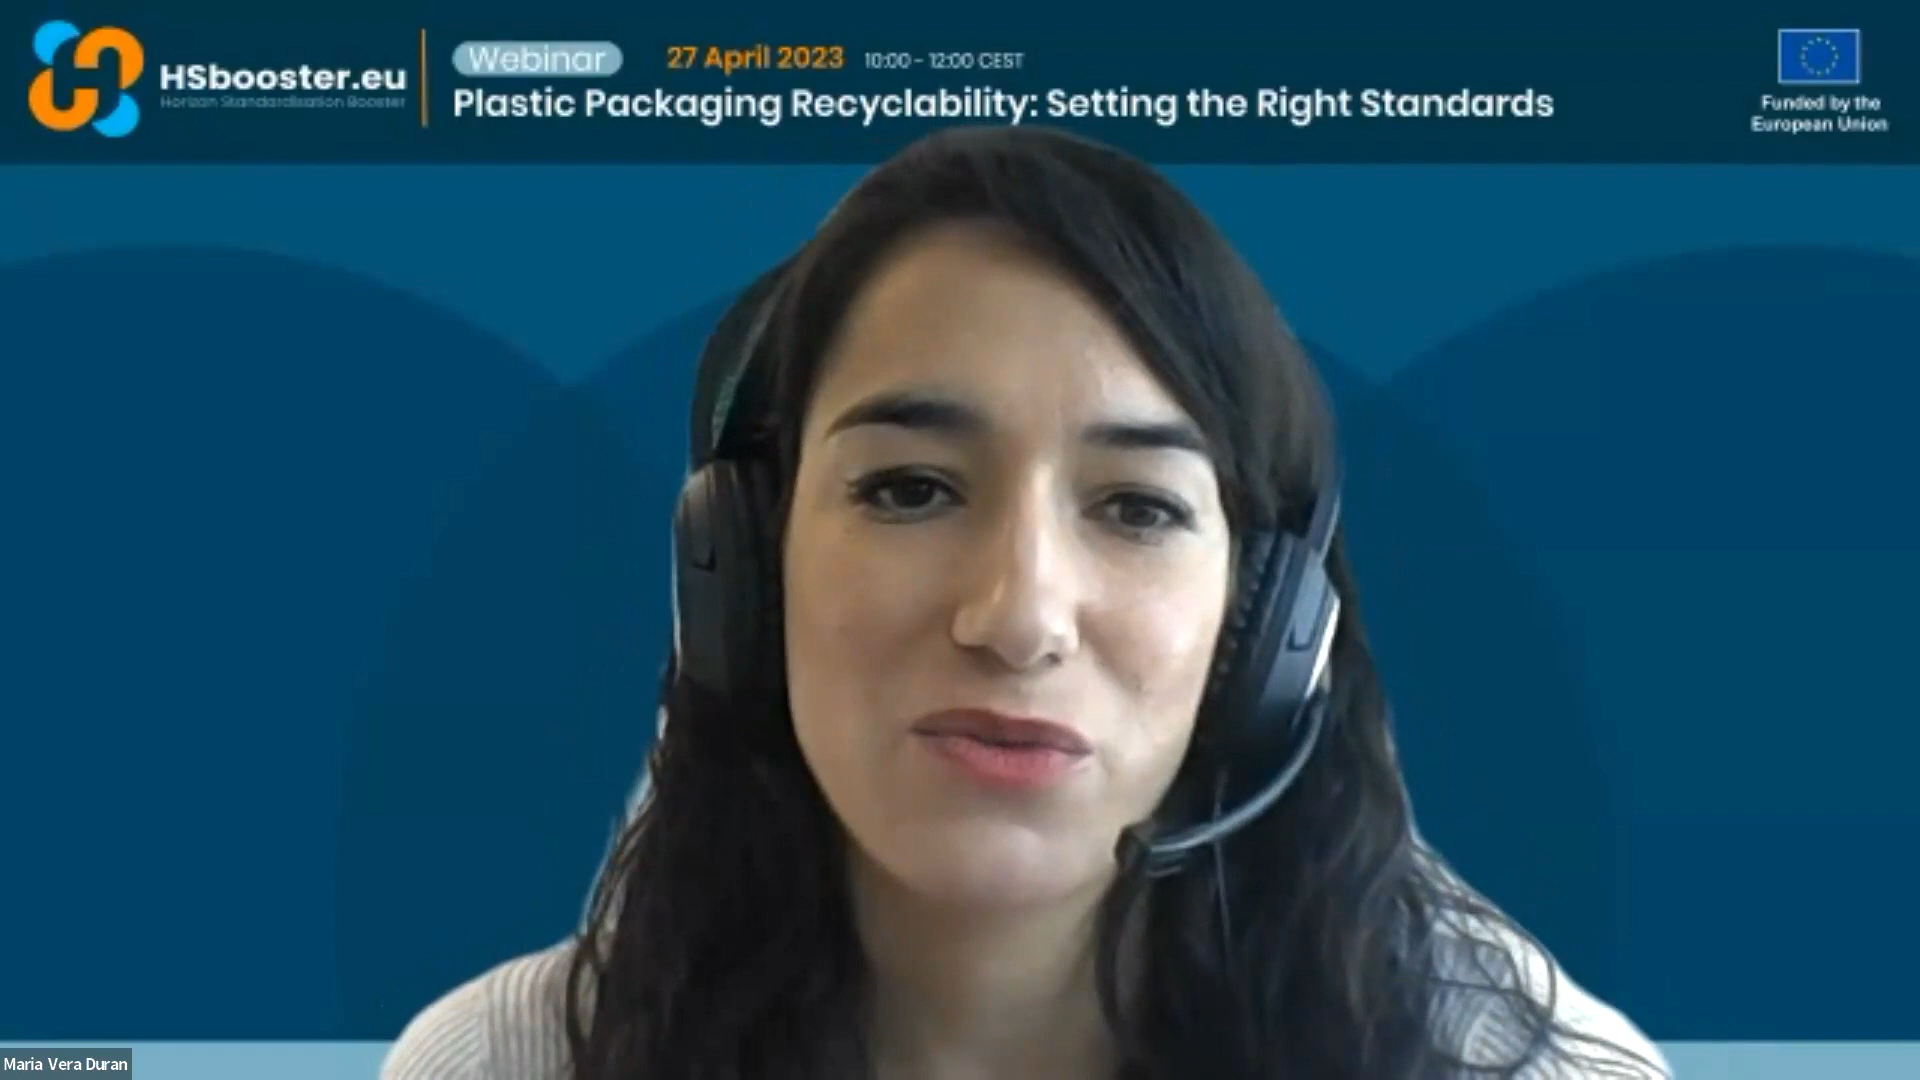 HSbooster.eu
Horizon Standardisation Booster
Webinar
27 April 2023 10:00 - 12:00 CEST
Plastic Packaging Recyclability: Setting the Right Standards
Funded by the
European Union
Maria Vera Duran